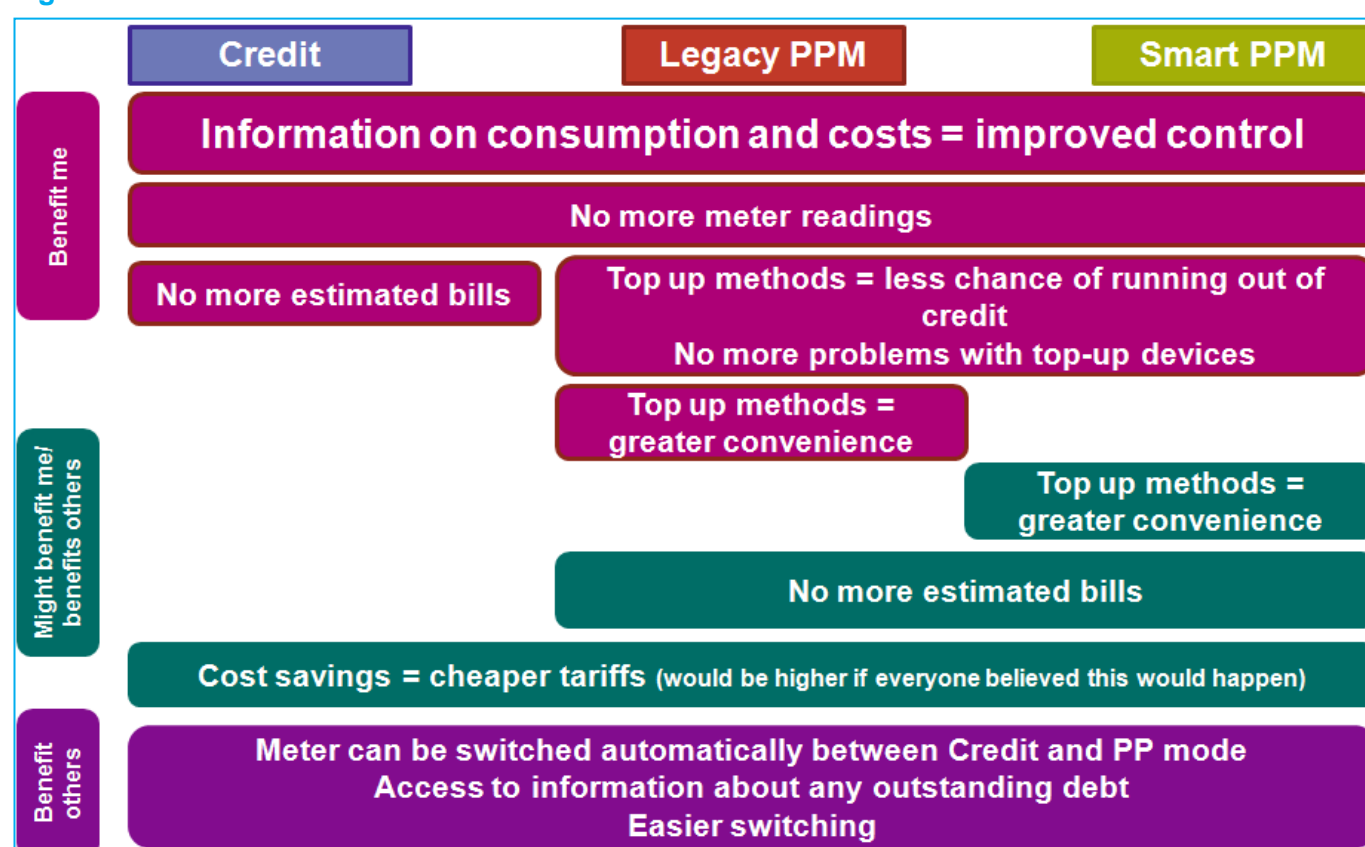 Credit
Legacy PPM
Smart PPM
Benefit me
Information on consumption and costs = improved control
No more meter readings
No more estimated bills
Top up methods = less chance of running out of
credit
No more problems with top-up devices
Top up methods =
greater convenience
Might benefit me/
benefits others
Top up methods =
greater convenience
No more estimated bills
Cost savings = cheaper tariffs (would be higher if everyone believed this would happen)
Benefit
others
Meter can be switched automatically between Credit and PP mode
Access to information about any outstanding debt
Easier switching